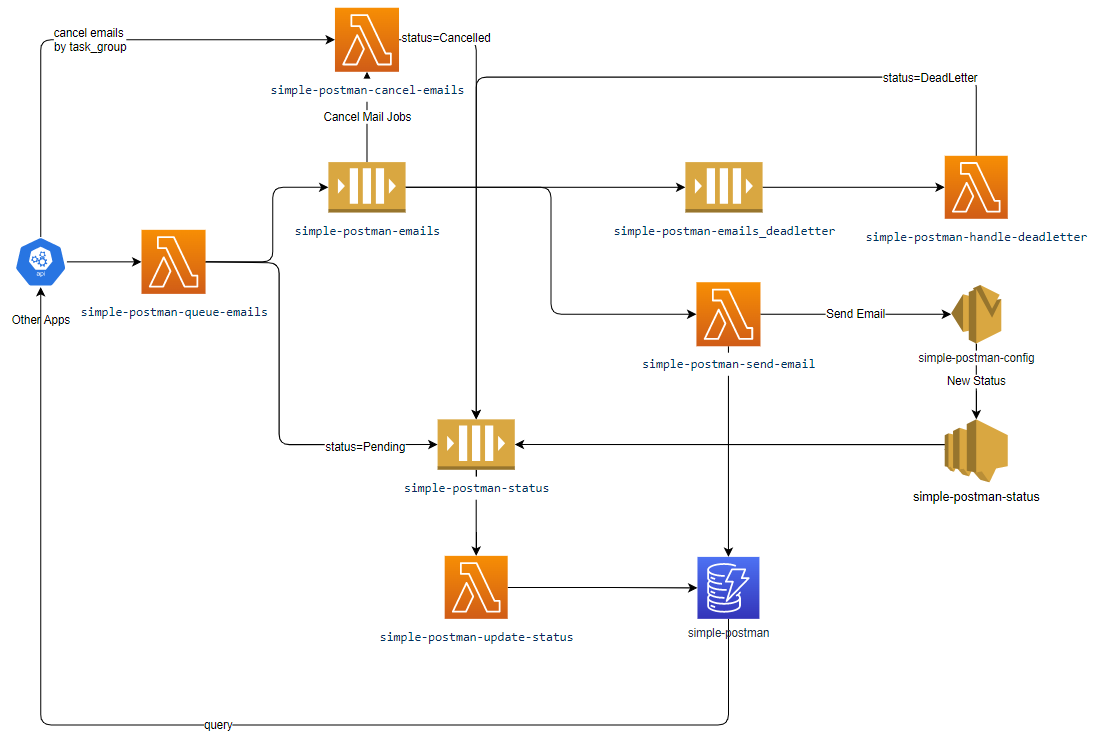 cancel emails
by task_group
status=Cancelled
simple-postman-cancel-emails
status=DeadLetter
Cancel Mail Jobs
simple-postman-emails
simple-postman-emails_deadletter
simple-postman-handle-deadletter
api
Other Apps
simple-postman-queue-emails
Send Email
simple-postman-send-email
simple-postman-config
New Status
status=Pending
simple-postman-status
simple-postman-status
simple-postman-update-status
simple-postman
query